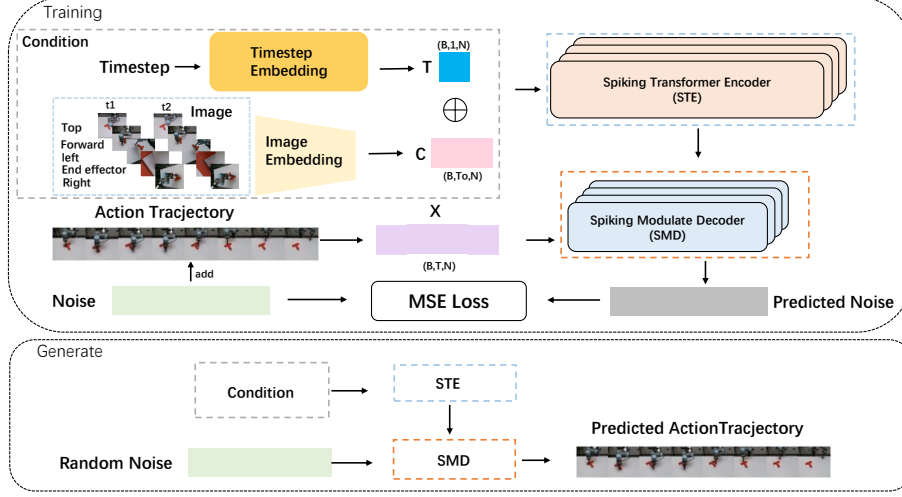 Training
Condition
Timestep
Timestep
Embedding
T
(B,1,N)
Spiking Transformer Encoder
(STE)
t1
t2
Image
Top
Forward
left
End effector
Right
Image
Embedding
C
(B,To,N)
Action Tracjectory
X
(B,T,N)
Spiking Modulate Decoder
(SMD)
add
Noise
MSE Loss
Predicted Noise
Generate
Condition
STE
Predicted ActionTracjectory
Random Noise
SMD